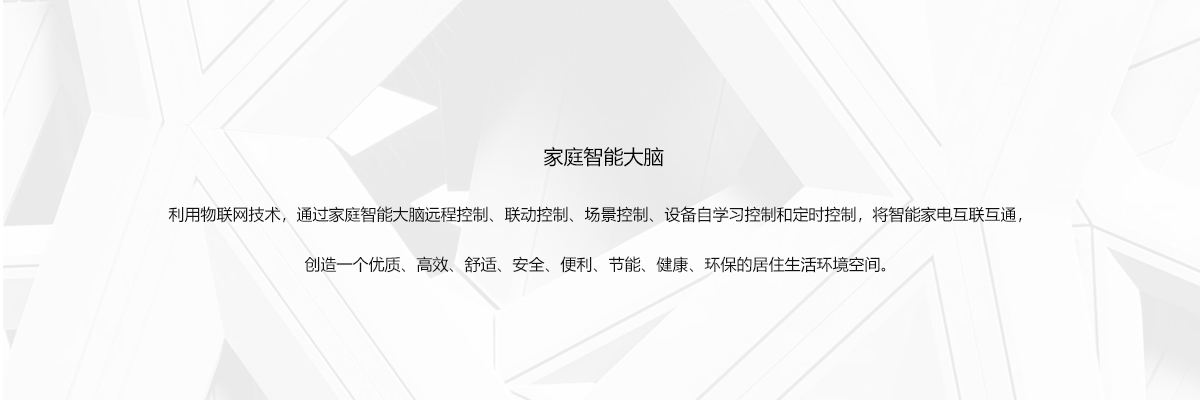 家庭智能大脑
利用物联网技术，通过家庭智能大脑远程控制、联动控制、场景控制、设备自学习控制和定时控制，将智能家电互联互通，
创造一个优质、高效、舒适、安全、便利、节能、健康、环保的居住生活环境空间。